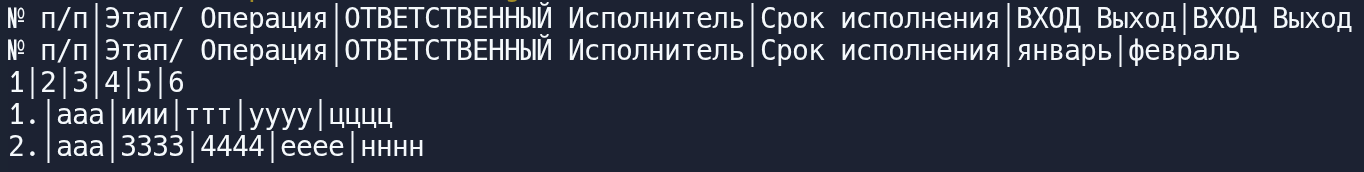 № п/п|Этап/ Операция|ОТВЕТСТВЕННЫЙ Исполнитель|Срок исполнения|ВХОД Выход|ВХОД Выход
№ п/п|Этап/ Операция|ОТВЕТСТВЕННЫЙ Исполнитель|Срок исполнения|январь|февраль
1|2|3|4|5|6
1.|ааа|иии|ттт|уууу|цццц
2.|ааа|3333|4444|ееее|нннн